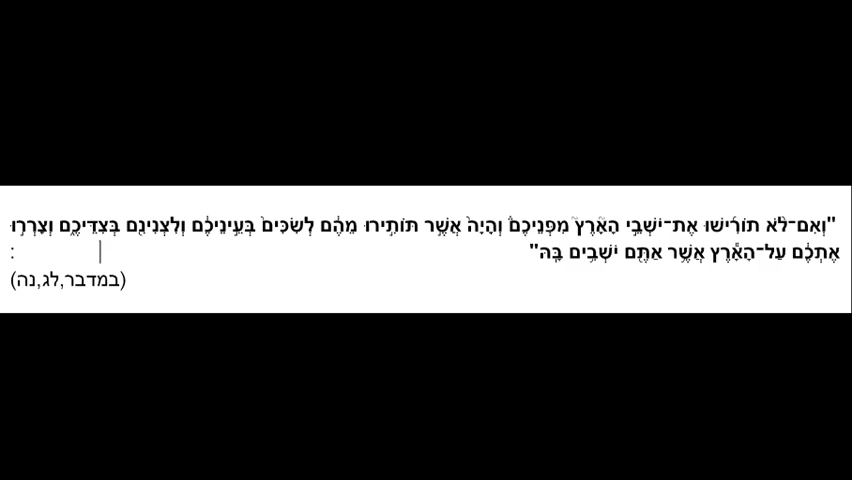 "וְאִם־לֹ֨א תוֹרִ֜ישׁוּ אֶת־יֹשְׁבֵ֣י הָאָ֘רֶץ֮ מִפְּנֵיכֶם֒ וְהָיָה֙ אֲשֶׁ֣ר תּוֹתִ֣ירוּ מֵהֶ֔ם לְשִׂכִּים֙ בְּעֵ֣ינֵיכֶ֔ם וְלִצְנִינִ֖ם בְּצִדֵּיכֶ֑ם וְצָרְר֣וּ
אֶתְכֶ֔ם עַל־הָאָ֕רֶץ אֲשֶׁ֥ר אַתֶּ֖ם יֹשְׁבִ֥ים בָּֽהּ" :
(במדבר,לג,נה)